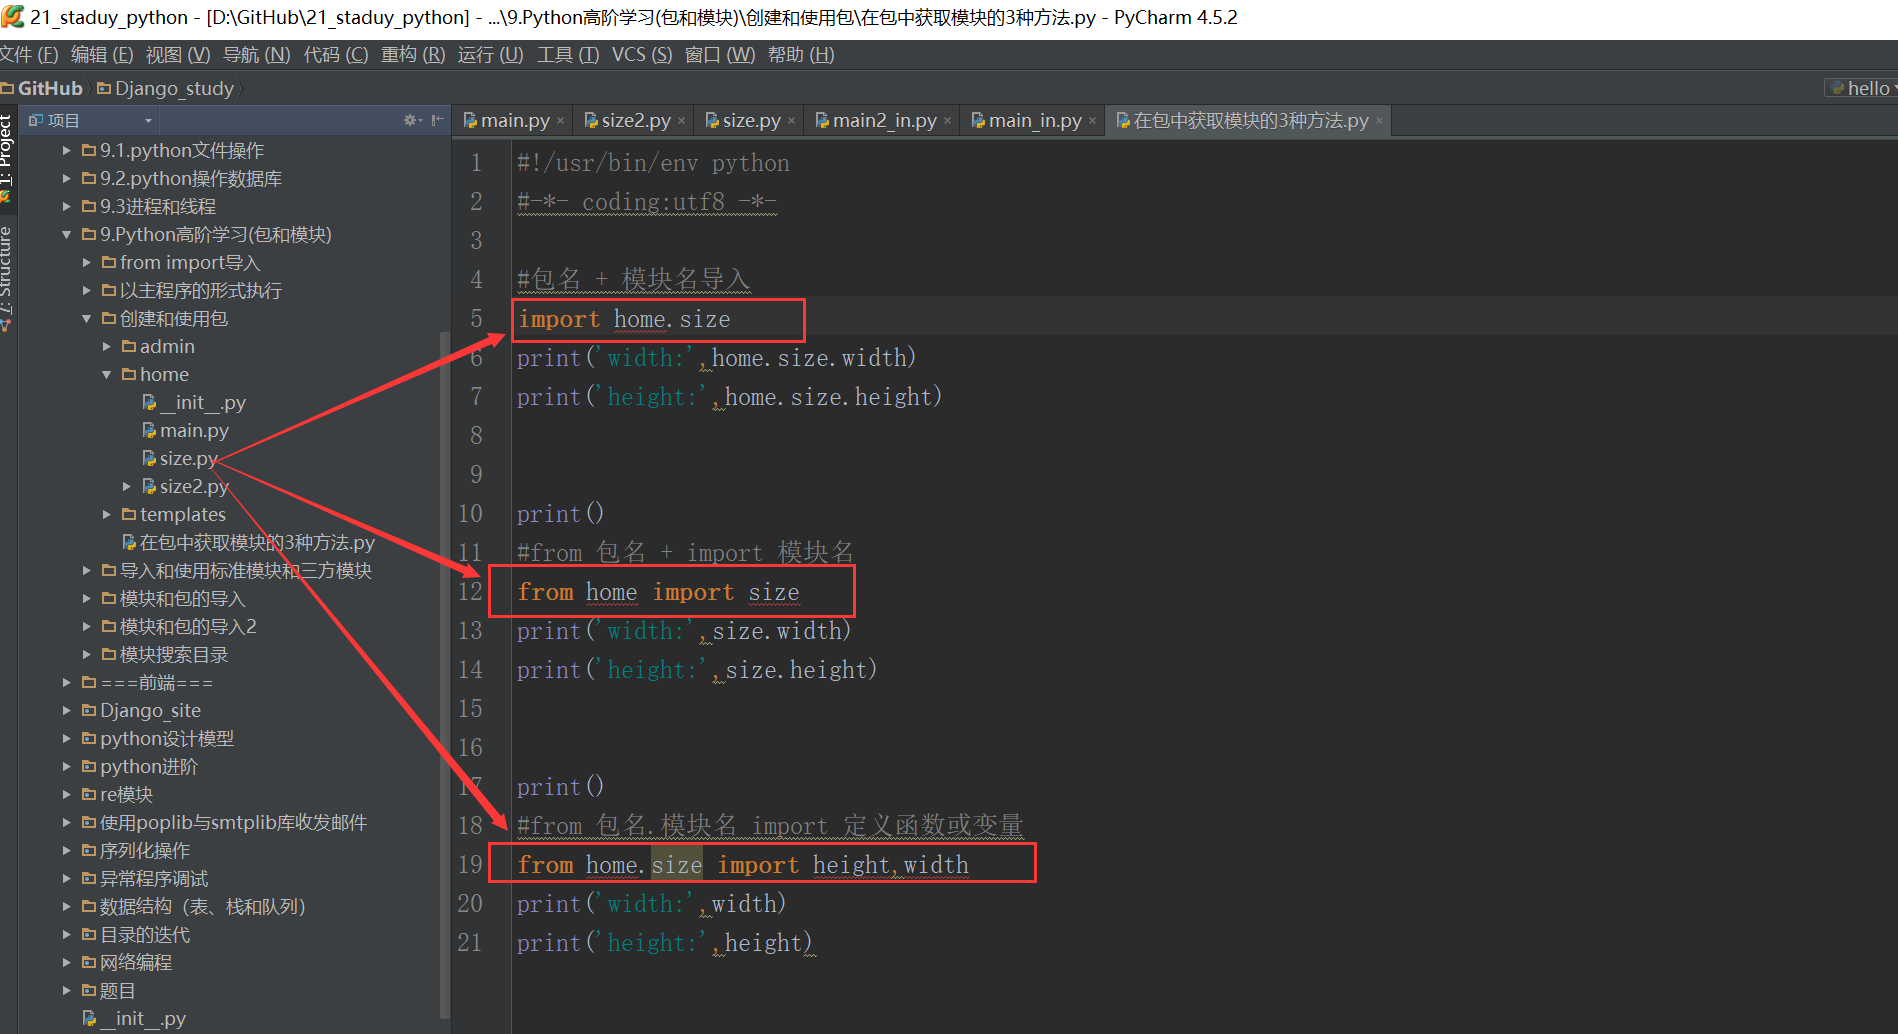 21_staduy_python - [D:\GitHub\21_staduy_python] - ...\9.Python高阶学习(包和模块)\创建和使用包\在包中获取模块的3种方法.py - PyCharm 4.5.2
文件 (F) 编辑 (E) 视图 (V) 导航 (N) 代码 (C) 重构 (R) 运行 (U) 工具 (T) VCS (S) 窗口 (W) 帮助 (H)
GitHub Django_study hello
1: Project
7: Structure
项目
9.1.python文件操作
9.2.python操作数据库
9.3进程和线程
9.Python高阶学习(包和模块)
from import导入
以主程序的形式执行
创建和使用包
admin
home
__init__.py
main.py
size.py
size2.py
templates
在包中获取模块的3种方法.py
导入和使用标准模块和三方模块
模块和包的导入
模块和包的导入2
模块搜索目录
===前端===
Django_site
python设计模型
python进阶
re模块
使用poplib与smtplib库收发邮件
序列化操作
异常程序调试
数据结构（表、栈和队列）
目录的迭代
网络编程
题目
__init__.py
main.py size2.py size.py main2_in.py main_in.py 在包中获取模块的3种方法.py
1 #!/usr/bin/env python
2 #-*- coding:utf8 -*-
3
4 #包名 + 模块名导入
5 import home.size
6 print('width:',home.size.width)
7 print('height:',home.size.height)
8
9
10 print()
11 #from 包名 + import 模块名
12 from home import size
13 print('width:',size.width)
14 print('height:',size.height)
15
16
17 print()
18 #from 包名.模块名 import 定义函数或变量
19 from home.size import height,width
20 print('width:',width)
21 print('height:',height)